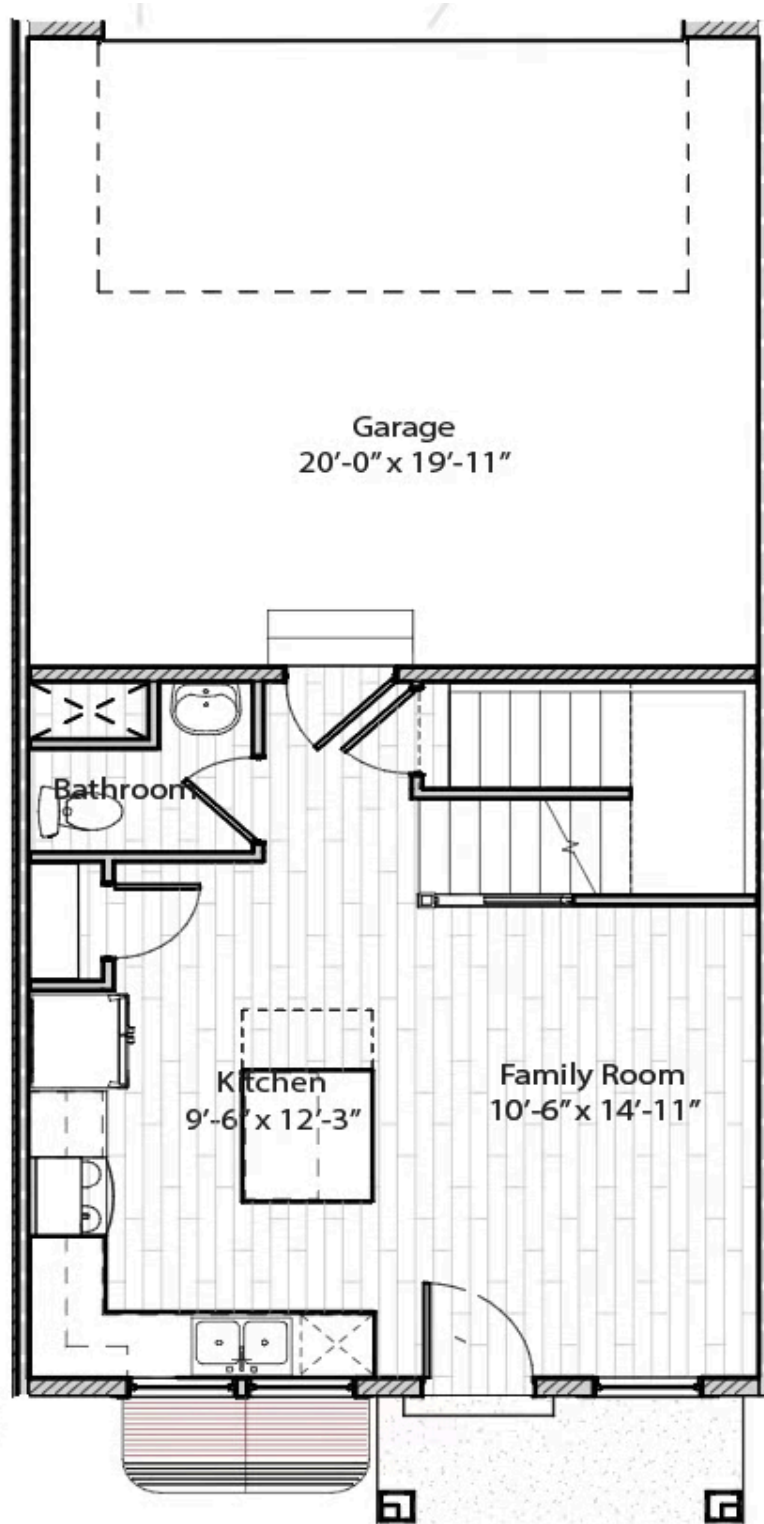 Garage
20′-0″ x 19′-11″
Bathroom
Kitchen
9′-6″ x 12′-3″
Family Room
10′-6″ x 14′-11″